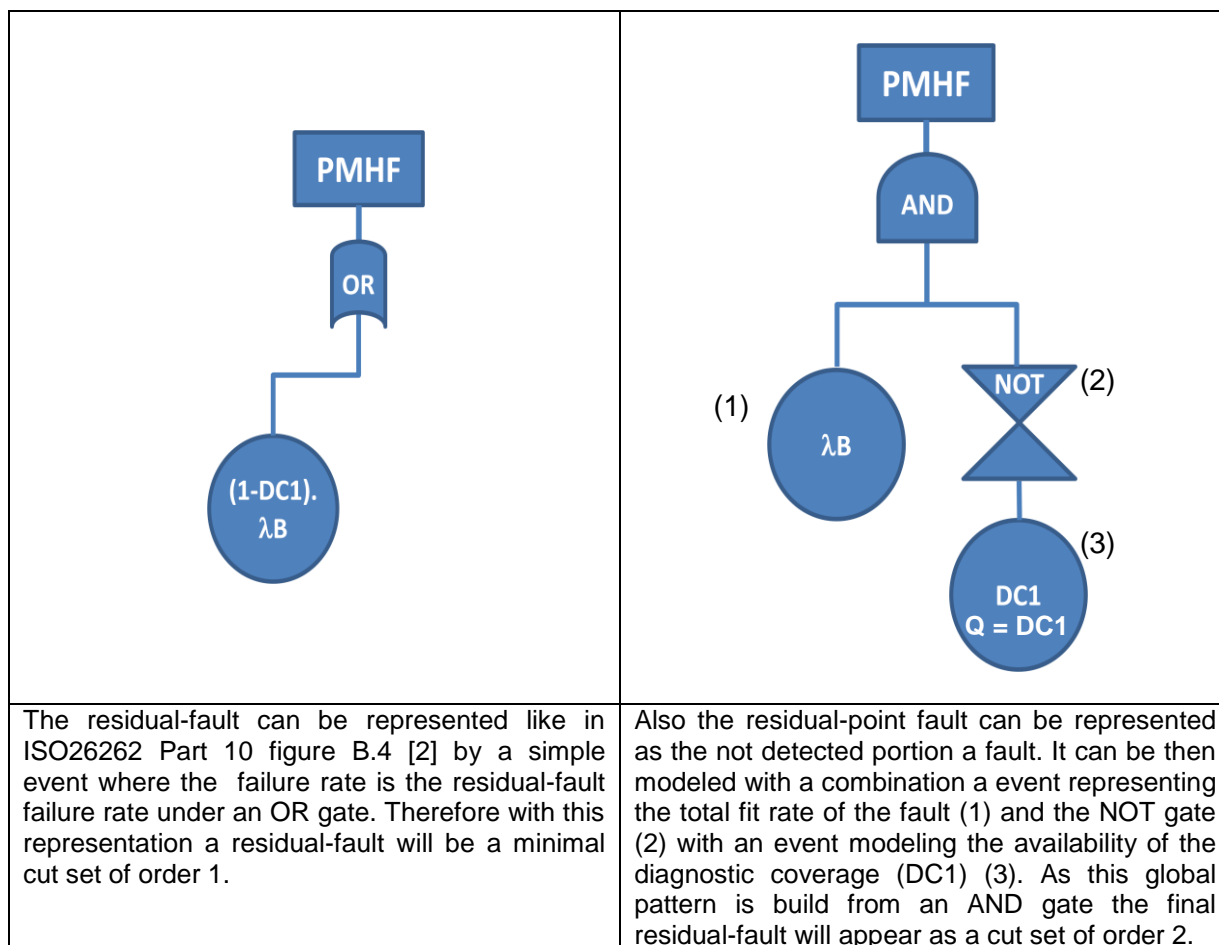 PMHF
OR
(1-DC1).
λB
PMHF
AND
(1)
λB
NOT
(2)
(3)
DC1
Q = DC1
The residual-fault can be represented like in
ISO26262 Part 10 figure B.4 [2] by a simple
event where the failure rate is the residual-fault
failure rate under an OR gate. Therefore with this
representation a residual-fault will be a minimal
cut set of order 1.
Also the residual-point fault can be represented
as the not detected portion a fault. It can be then
modeled with a combination a event representing
the total fit rate of the fault (1) and the NOT gate
(2) with an event modeling the availability of the
diagnostic coverage (DC1) (3). As this global
pattern is build from an AND gate the final
residual-fault will appear as a cut set of order 2.